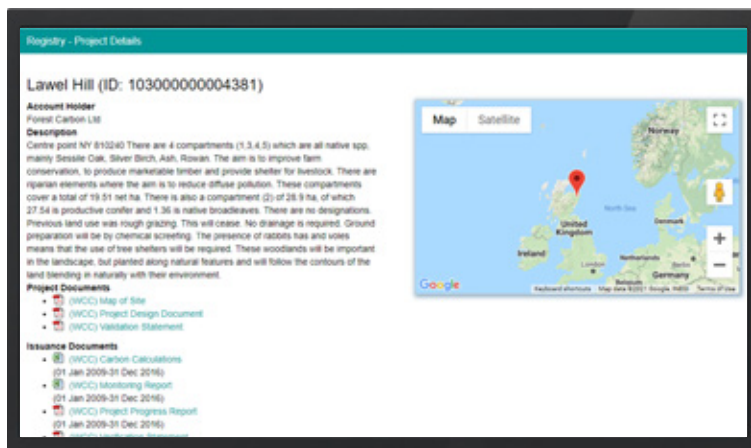 Registry - Project Details
Lawel Hill (ID: 103000000004381)
Account Holder
Forest Carbon Ltd
Description
Centre point NY 810240 There are 4 compartments (1,3,4,5) which are all native spp,
mainly Sessile Oak, Silver Birch, Ash, Rowan. The aim is to improve farm
conservation, to produce marketable timber and provide shelter for livestock. There are
riparian elements where the aim is to reduce diffuse pollution. These compartments
cover a total of 19.51 net ha. There is also a compartment (2) of 28.9 ha, of which
27.54 is productive conifer and 1.36 is native broadleaves. There are no designations.
Previous land use was rough grazing. This will cease. No drainage is required. Ground
preparation will be by chemical screefing. The presence of rabbits has and voles
means that the use of tree shelters will be required. These woodlands will be important
in the landscape, but planted along natural features and will follow the contours of the
land blending in naturally with their environment.
Project Documents
(WCC) Map of Site
(WCC) Project Design Document
(WCC) Validation Statement
Issuance Documents
(WCC) Carbon Calculations
(01 Jan 2009-31 Dec 2016)
(WCC) Monitoring Report
(01 Jan 2009-31 Dec 2016)
(WCC) Project Progress Report
(01 Jan 2009-31 Dec 2016)
(WCC) Verification Statement
Map
Satellite
Norway
North Sea
United
Kingdom
Denmark
Ireland
London
Netherlands
Berlin
Germany
Belgium
Google
Keyboard shortcuts
Map data ©2021 Google, INEGI
Terms of Use